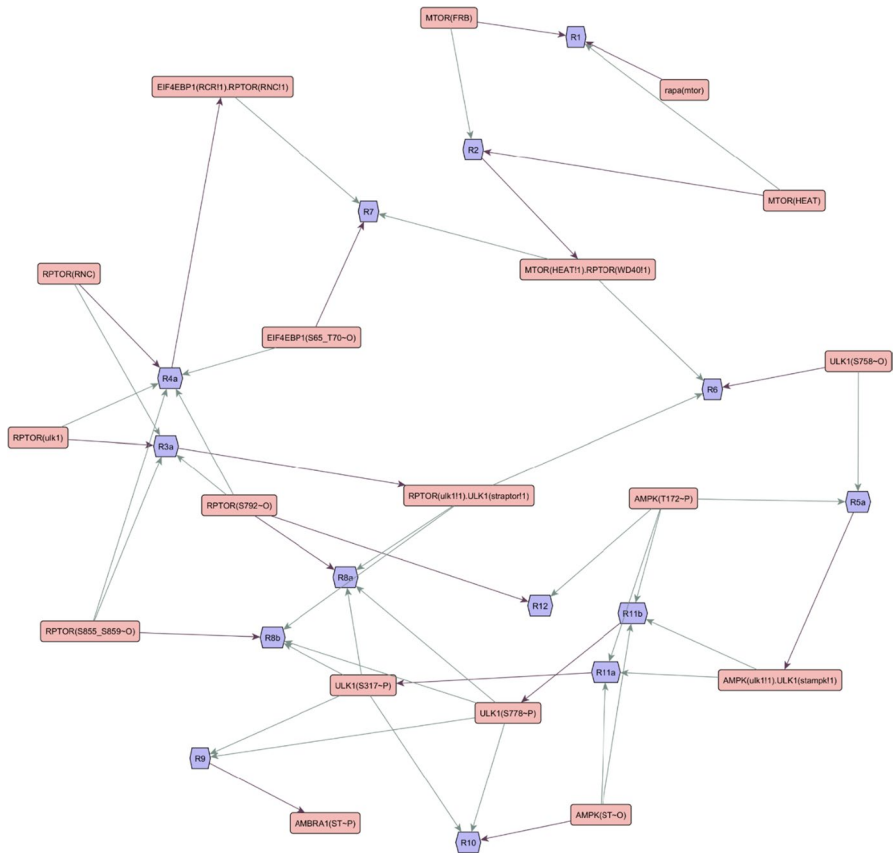 MTOR(FRB)
R1
EIF4EBP1(RCR!1).RPTOR(RNC!1)
rapa(mtor)
R2
MTOR(HEAT)
R7
RPTOR(RNC)
MTOR(HEAT!1).RPTOR(WD40!1)
EIF4EBP1(S65_T70~O)
ULK1(S758~O)
R4a
R6
RPTOR(ulk1)
R3a
RPTOR(ulk1!1).ULK1(straptor!1)
RPTOR(S792~O)
AMPK(T172~P)
R5a
R8a
R12
R11b
RPTOR(S855_S859~O)
R8b
R11a
ULK1(S317~P)
AMPK(ulk1!1).ULK1(stampk!1)
ULK1(S778~P)
R9
AMBRA1(ST~P)
AMPK(ST~O)
R10